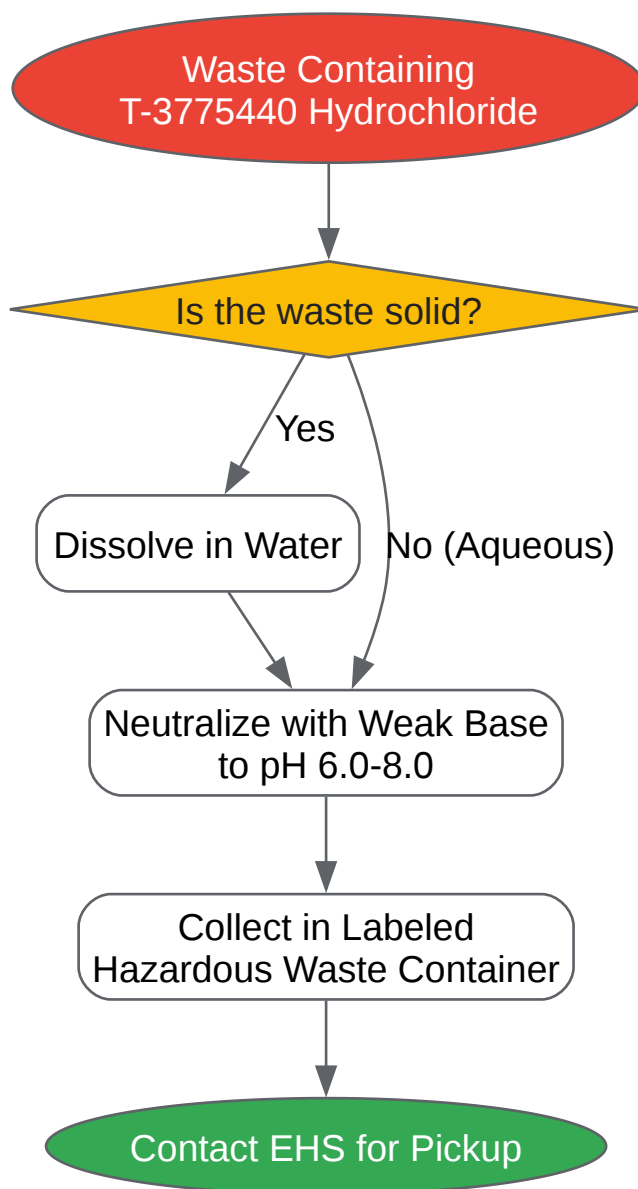 Waste Containing
T-3775440 Hydrochloride
Is the waste solid?
Yes
Dissolve in Water
No (Aqueous)
Neutralize with Weak Base
to pH 6.0-8.0
Collect in Labeled
Hazardous Waste Container
Contact EHS for Pickup